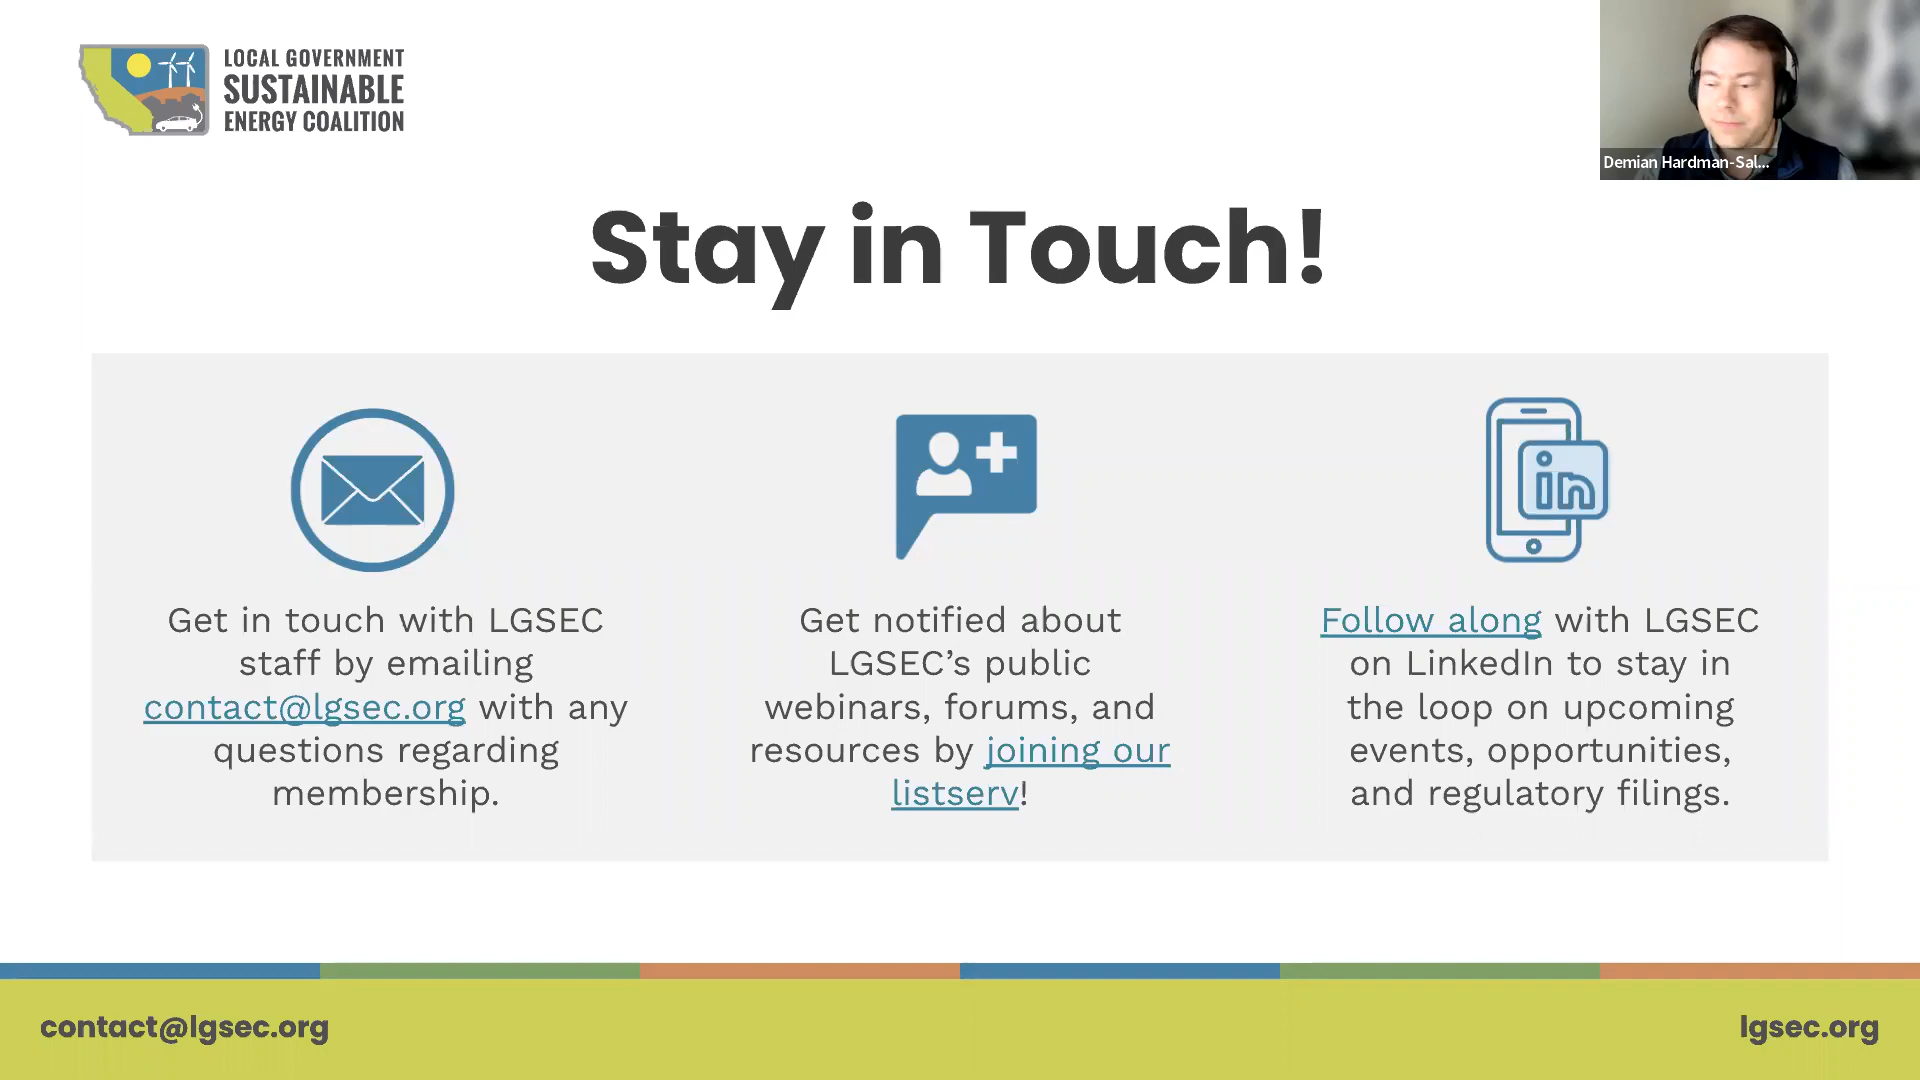 LOCAL GOVERNMENT
SUSTAINABLE
ENERGY COALITION
Demian Hardman-Sal...
Stay in Touch!
Get in touch with LGSEC
staff by emailing
contact@lgsec.org with any
questions regarding
membership.
Get notified about
LGSEC’s public
webinars, forums, and
resources by joining our
listserv!
in
Follow along with LGSEC
on LinkedIn to stay in
the loop on upcoming
events, opportunities,
and regulatory filings.
contact@lgsec.org
lgsec.org